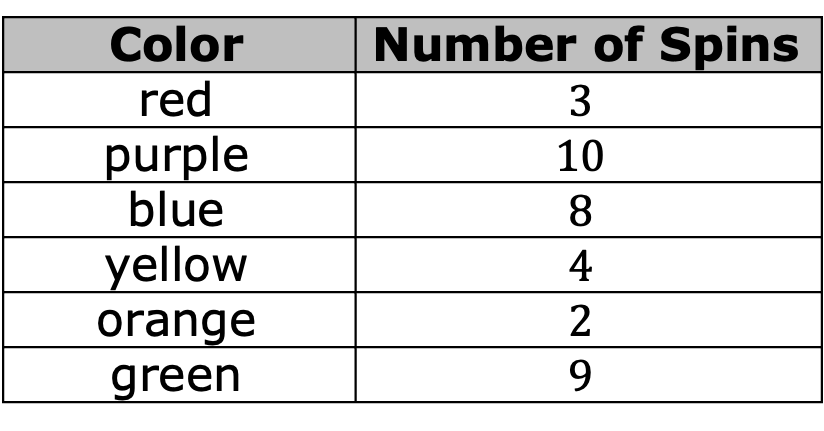 Color Number of Spins
red 3
purple 10
blue 8
yellow 4
orange 2
green 9